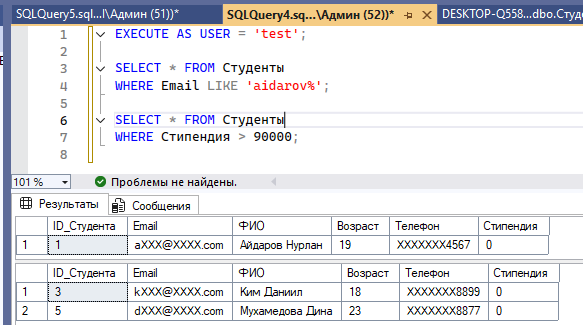 SQLQuery5.sql...l\Админ (51))*
SQLQuery4.sq...\Админ (52))*
DESKTOP-Q558...dbo.Студе
1 EXECUTE AS USER = 'test';
2
3 SELECT * FROM Студенты
4 WHERE Email LIKE 'aidarov%';
5
6 SELECT * FROM Студенты
7 WHERE Стипендия > 90000;
8
101 % Проблемы не найдены.
Результаты Сообщения
ID_Студента Email ФИО Возраст Телефон Стипендия
1 1 aXXX@XXXX.com Айдаров Нурлан 19 XXXXXXX4567 0
ID_Студента Email ФИО Возраст Телефон Стипендия
1 3 kXXX@XXXX.com Ким Даниил 18 XXXXXXX8899 0
2 5 dXXX@XXXX.com Мухамедова Дина 23 XXXXXXX8877 0